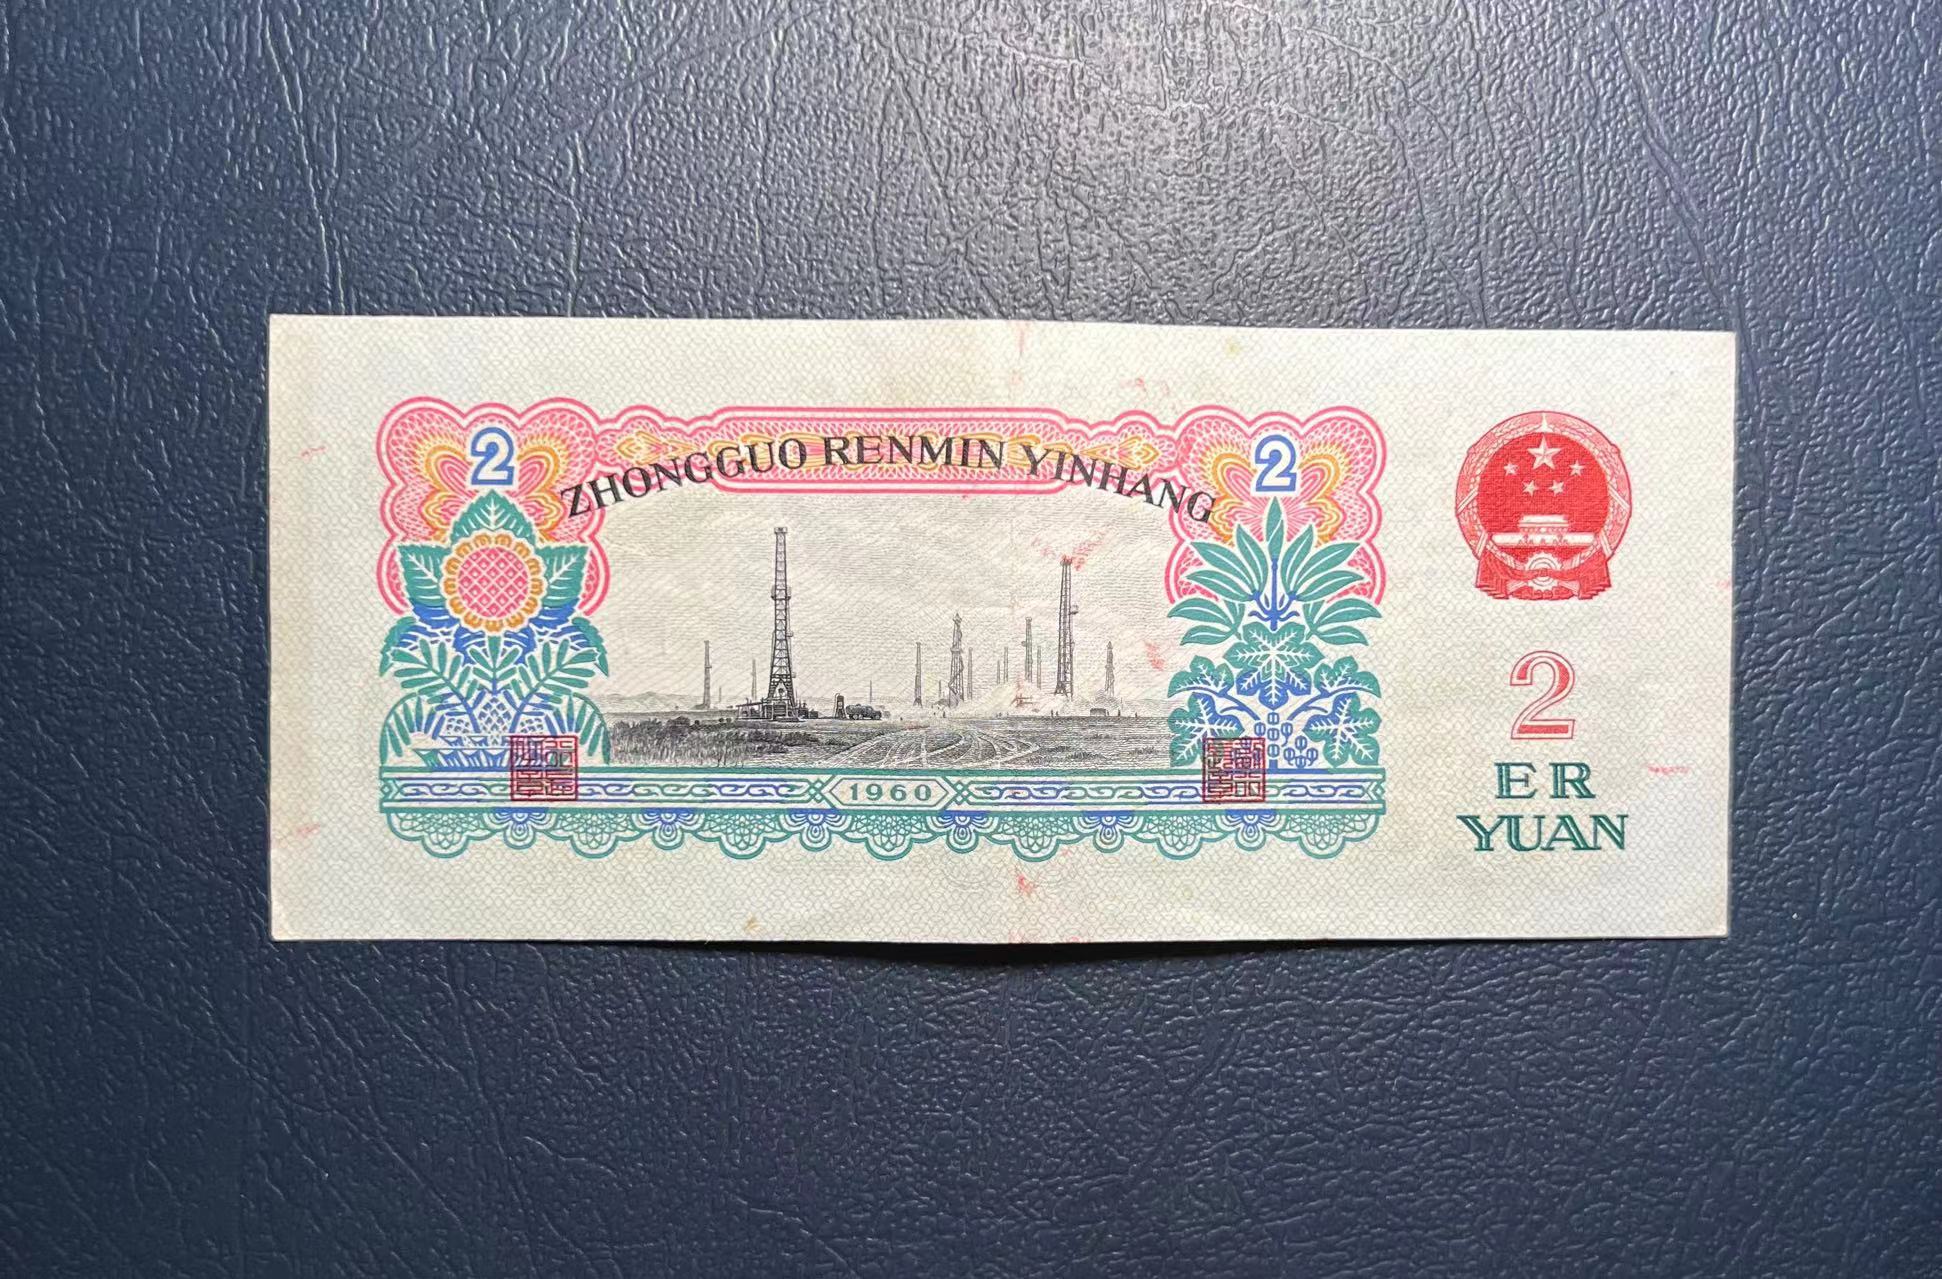 2 ZHONGGUO RENMIN YINHANG 2
1960
2
ER
YUAN